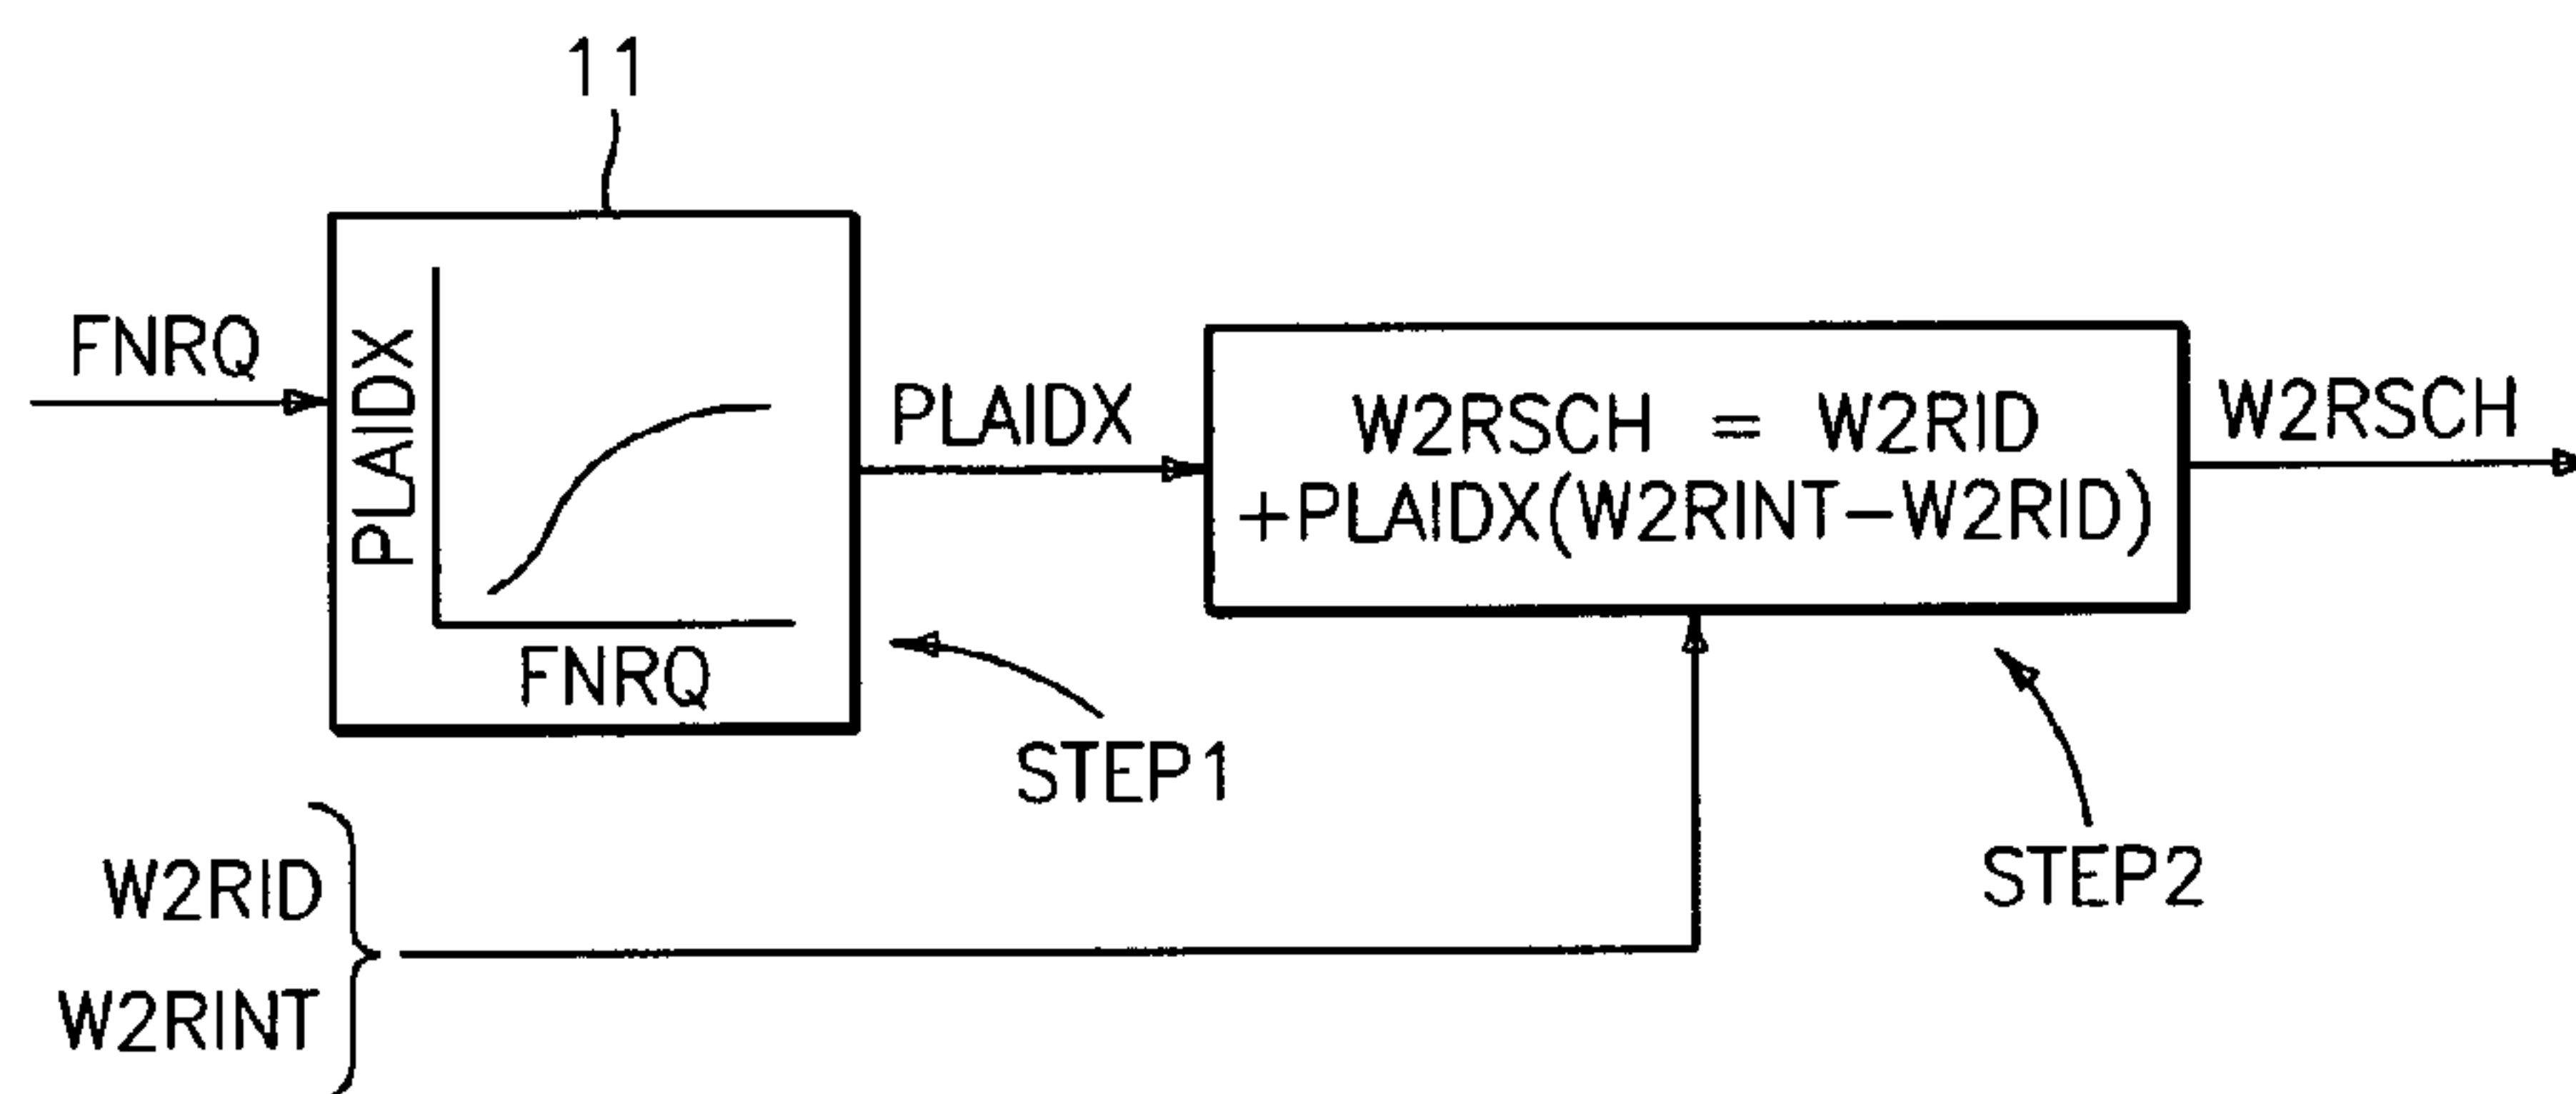 11
FNRQ
PLAIDX
FNRQ
PLAIDX
W2RSCH = W2RID
+PLAIDX(W2RINT-W2RID)
W2RSCH
STEP1
STEP2
W2RID
W2RINT